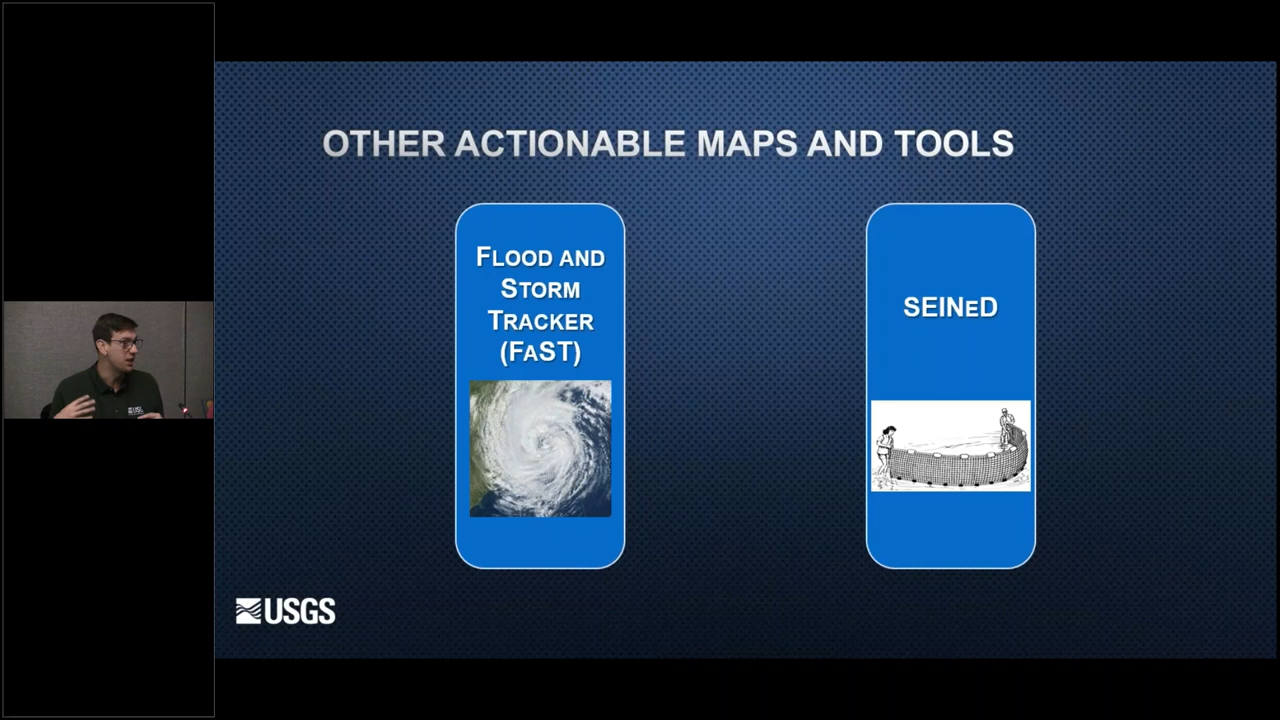 OTHER ACTIONABLE MAPS AND TOOLS
FLOOD AND
STORM
TRACKER
(FAST)
SEINED
USGS